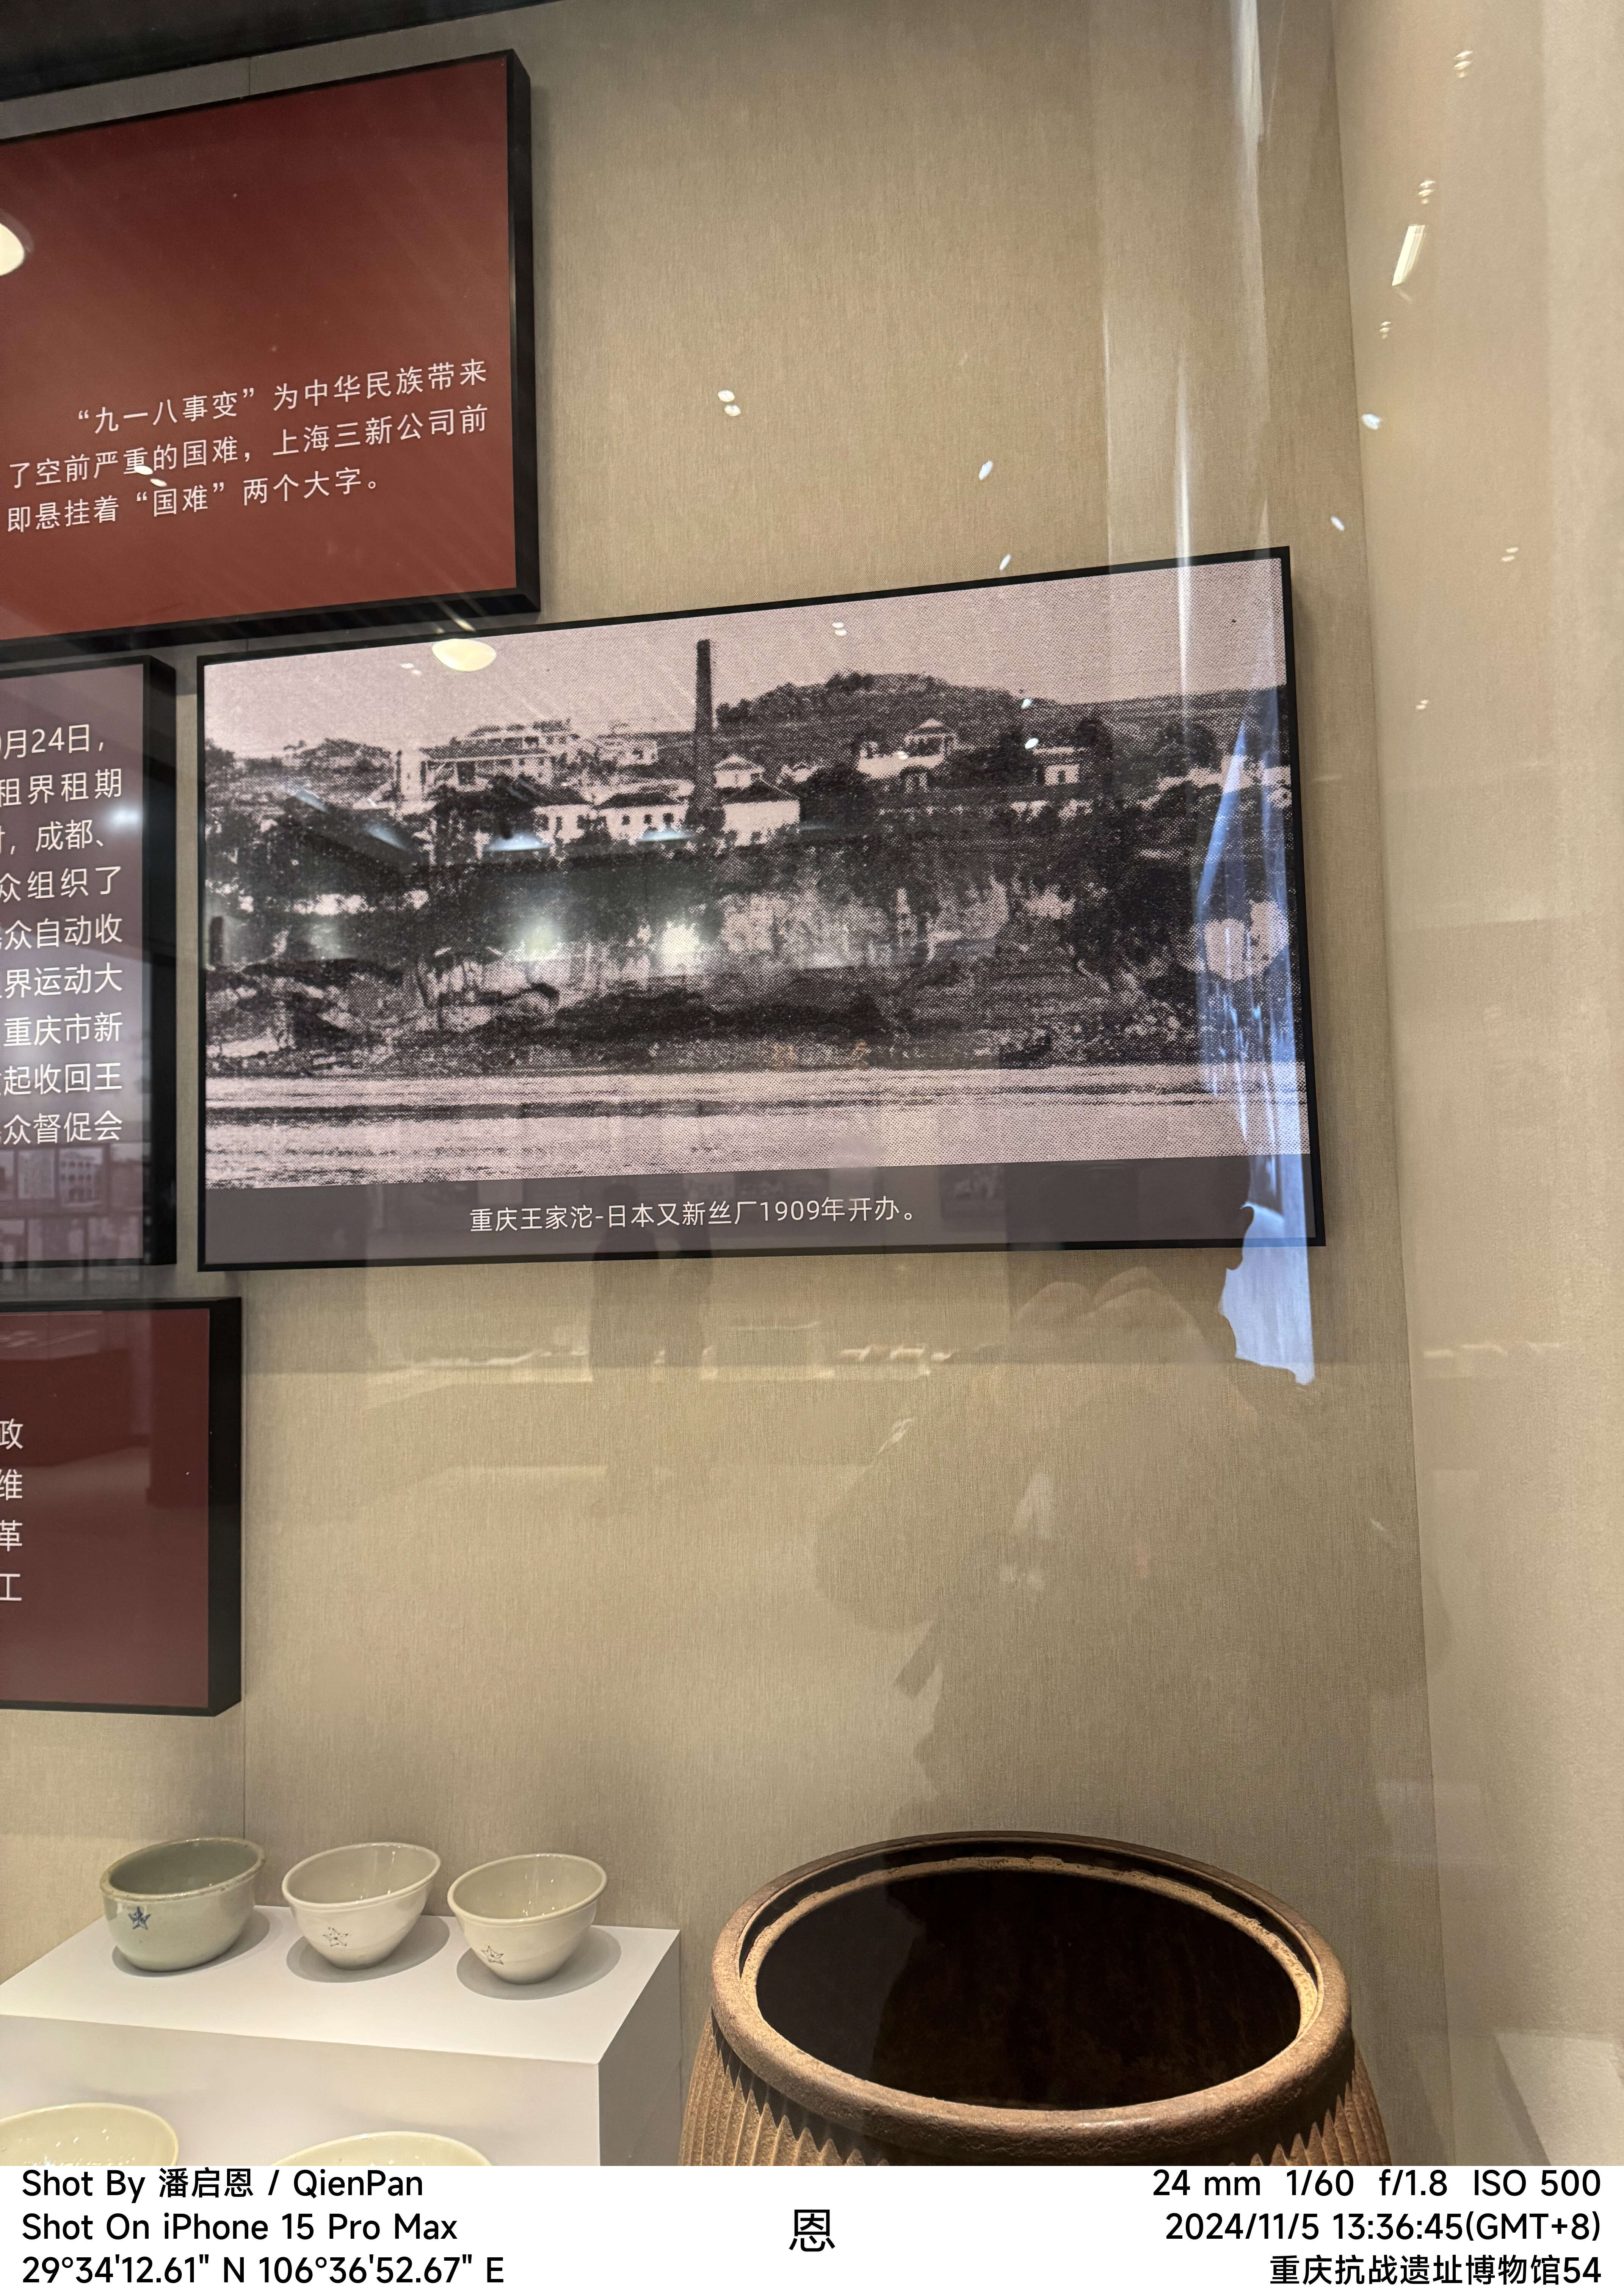 “九一八事变”为中华民族带来
了空前严重的国难，上海三新公司前
即悬挂着“国难”两个大字。
月24日，
租界租期
，成都、
众组织了
众自动收
界运动大
重庆市新
起收回王
众督促会
重庆王家沱-日本又新丝厂1909年开办。
政
维
革
工
Shot By 潘启恩 / QienPan
Shot On iPhone 15 Pro Max
29°34'12.61" N 106°36'52.67" E
恩
24 mm 1/60 f/1.8 ISO 500
2024/11/5 13:36:45(GMT+8)
重庆抗战遗址博物馆54